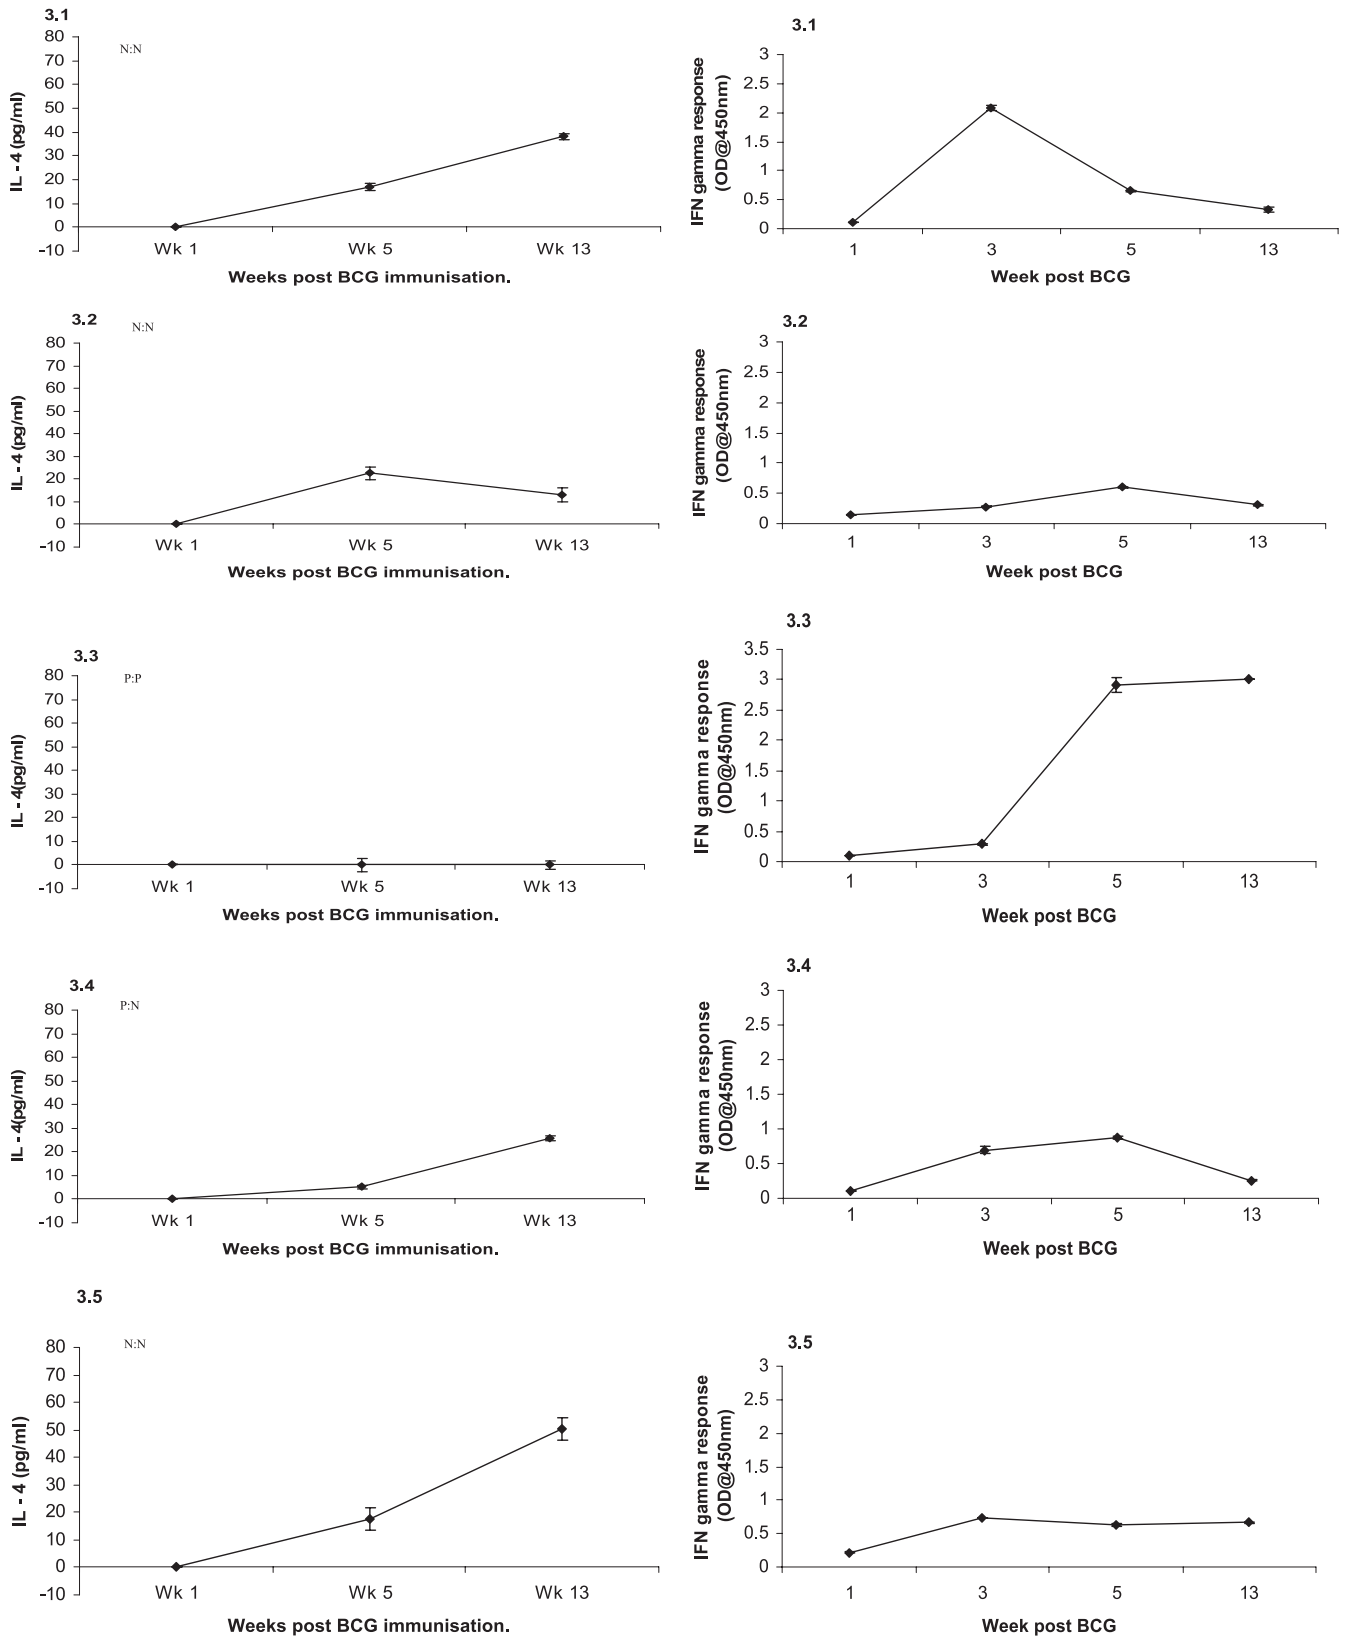 3.1
N:N
IL - 4 (pg/ml)
80
70
60
50
40
30
20
10
0
-10
Wk 1 Wk 5 Wk 13
Weeks post BCG immunisation.
3.1
IFN gamma response
(OD@450nm)
3
2.5
2
1.5
1
0.5
0
1 3 5 13
Week post BCG
3.2
N:N
IL - 4 (pg/ml)
80
70
60
50
40
30
20
10
0
-10
Wk 1 Wk 5 Wk 13
Weeks post BCG immunisation.
3.2
IFN gamma response
(OD@450nm)
3
2.5
2
1.5
1
0.5
0
1 3 5 13
Week post BCG
3.3
P:P
IL - 4(pg/ml)
80
70
60
50
40
30
20
10
0
-10
Wk 1 Wk 5 Wk 13
Weeks post BCG immunisation.
3.3
IFN gamma response
(OD@450nm)
3.5
3
2.5
2
1.5
1
0.5
0
1 3 5 13
Week post BCG
3.4
P:N
IL - 4(pg/ml)
80
70
60
50
40
30
20
10
0
-10
Wk 1 Wk 5 Wk 13
Weeks post BCG immunisation.
3.4
IFN gamma response
(OD@450nm)
3
2.5
2
1.5
1
0.5
0
1 3 5 13
Week post BCG
3.5
N:N
IL - 4 (pg/ml)
80
70
60
50
40
30
20
10
0
-10
Wk 1 Wk 5 Wk 13
Weeks post BCG immunisation.
3.5
IFN gamma response
(OD@450nm)
3
2.5
2
1.5
1
0.5
0
1 3 5 13
Week post BCG